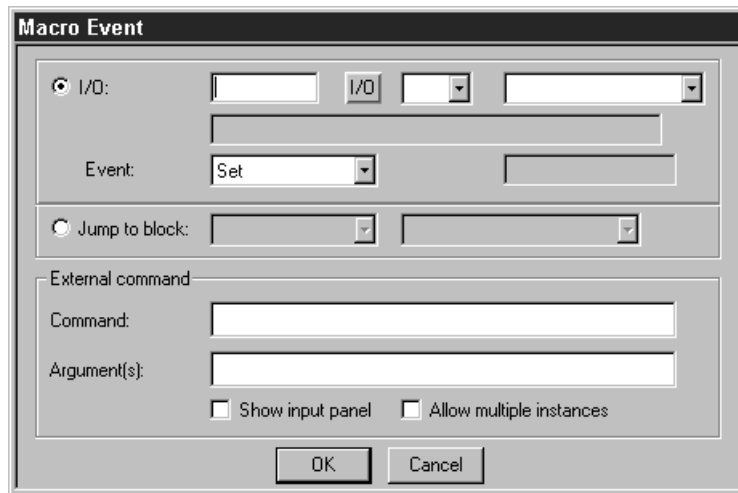 Macro Event
I/O:
I/O
Event:
Set
Jump to block:
External command
Command:
Argument(s):
Show input panel
Allow multiple instances
OK
Cancel